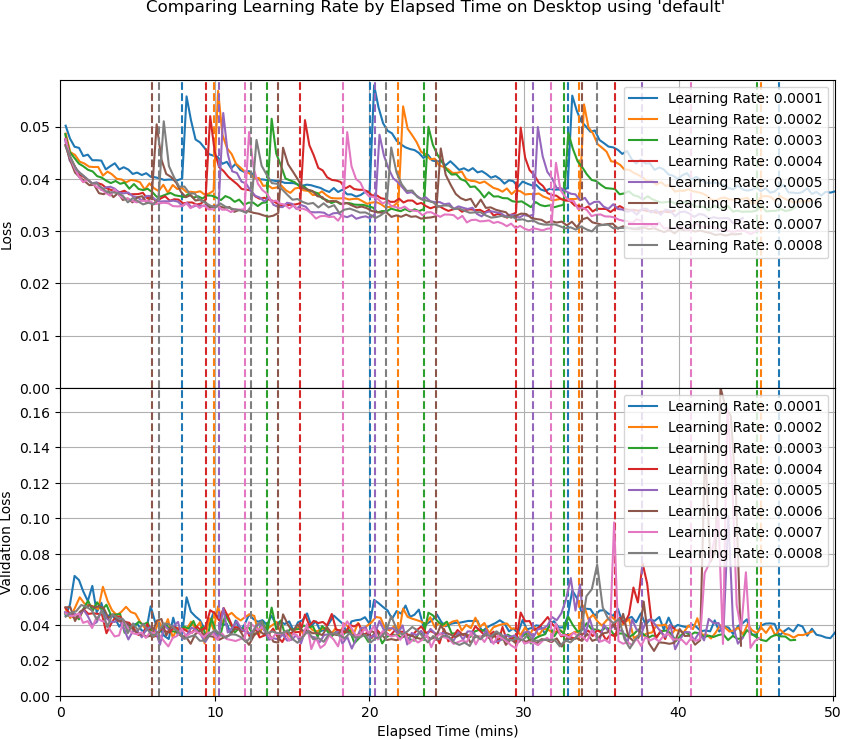 Comparing Learning Rate by Elapsed Time on Desktop using 'default'
Loss
0.05
0.04
0.03
0.02
0.01
0.00
Learning Rate: 0.0001
Learning Rate: 0.0002
Learning Rate: 0.0003
Learning Rate: 0.0004
Learning Rate: 0.0005
Learning Rate: 0.0006
Learning Rate: 0.0007
Learning Rate: 0.0008
Validation Loss
0.16
0.14
0.12
0.10
0.08
0.06
0.04
0.02
0.00
Learning Rate: 0.0001
Learning Rate: 0.0002
Learning Rate: 0.0003
Learning Rate: 0.0004
Learning Rate: 0.0005
Learning Rate: 0.0006
Learning Rate: 0.0007
Learning Rate: 0.0008
0 10 20 30 40 50
Elapsed Time (mins)